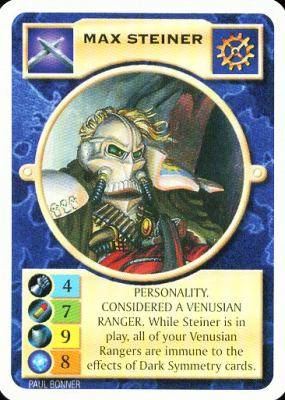 MAX STEINER
4
7
9
8
PERSONALITY.
CONSIDERED A VENUSIAN
RANGER. While Steiner is in
play, all of your Venusian
Rangers are immune to the
effects of Dark Symmetry cards.
PAUL BONNER